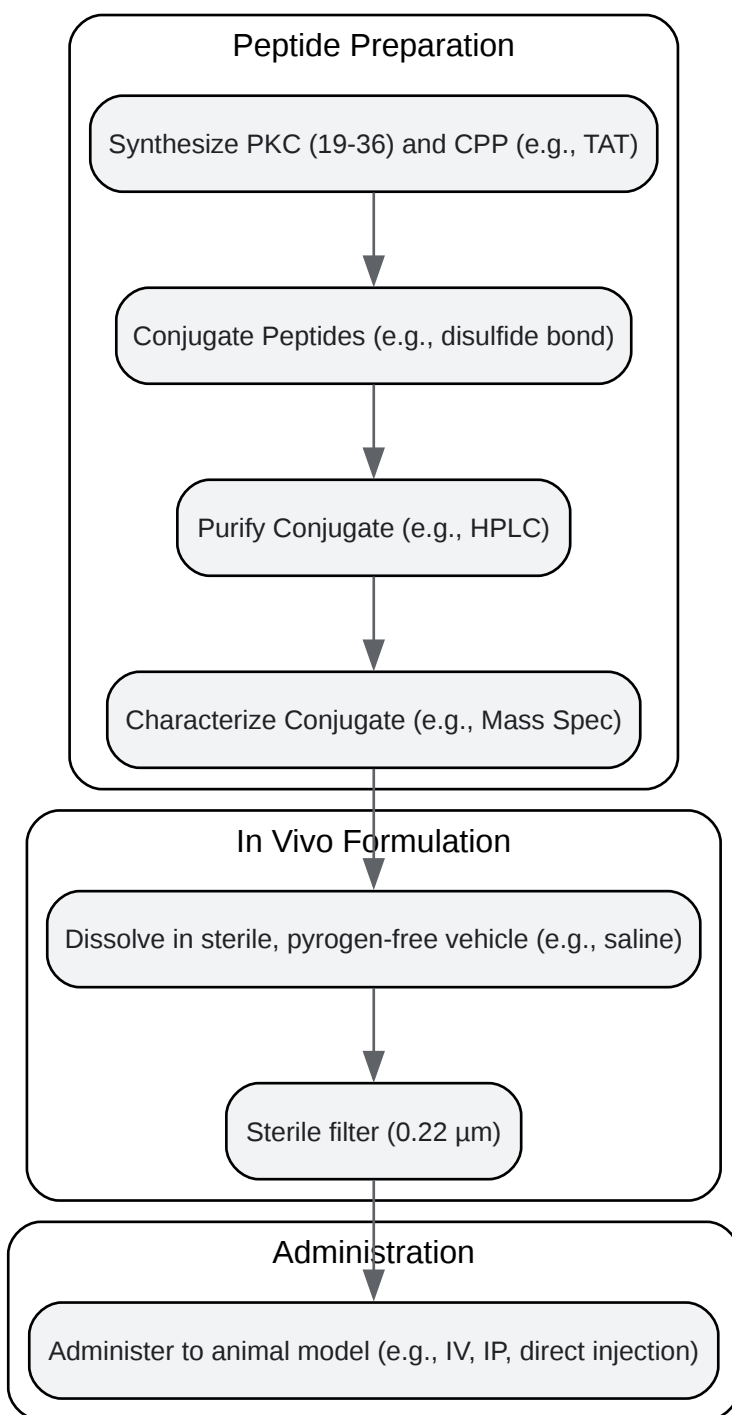 Peptide Preparation
Synthesize PKC (19-36) and CPP (e.g., TAT)
Conjugate Peptides (e.g., disulfide bond)
Purify Conjugate (e.g., HPLC)
Characterize Conjugate (e.g., Mass Spec)
In Vivo Formulation
Dissolve in sterile, pyrogen-free vehicle (e.g., saline)
Sterile filter (0.22 µm)
Administration
Administer to animal model (e.g., IV, IP, direct injection)